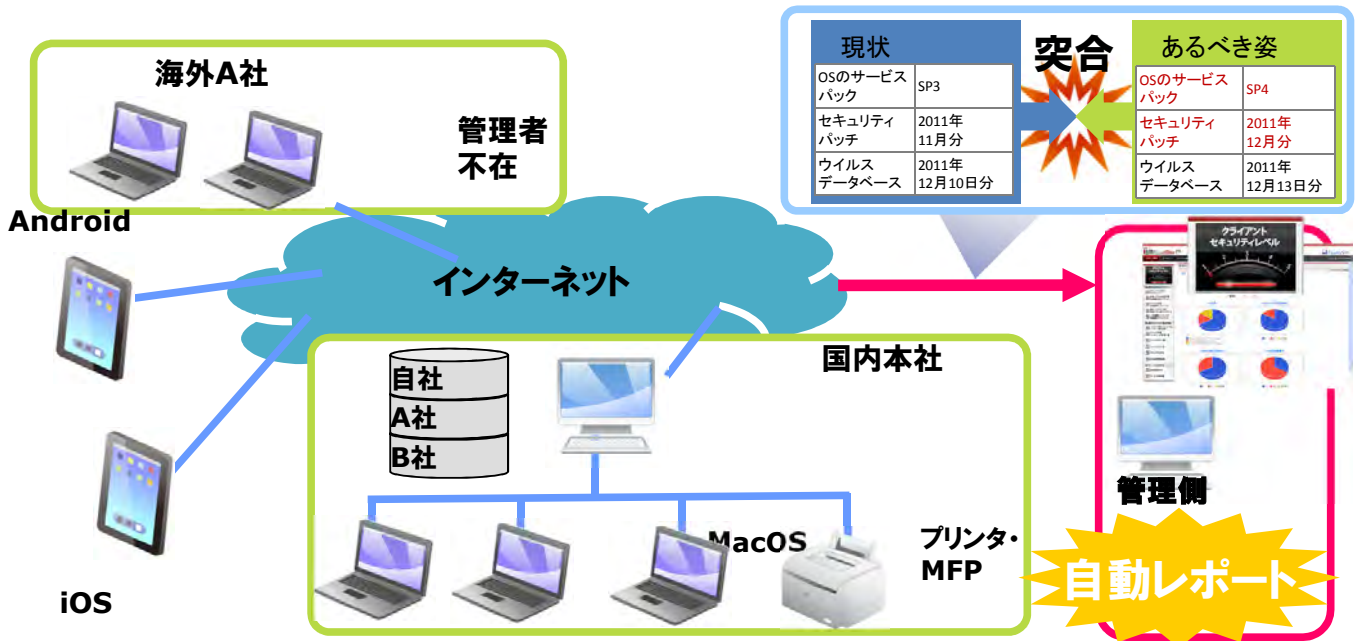 海外A社
管理者
不在
Android
iOS
インターネット
現状
OSのサービス
パック
SP3
セキュリティ
パッチ
2011年
11月分
ウイルス
データベース
2011年
12月10日分
突合
あるべき姿
OSのサービス
パック
SP4
セキュリティ
パッチ
2011年
12月分
ウイルス
データベース
2011年
12月13日分
国内本社
自社
A社
B社
MacOS
プリンタ・
MFP
クライアント
セキュリティレベル
管理側
自動レポート